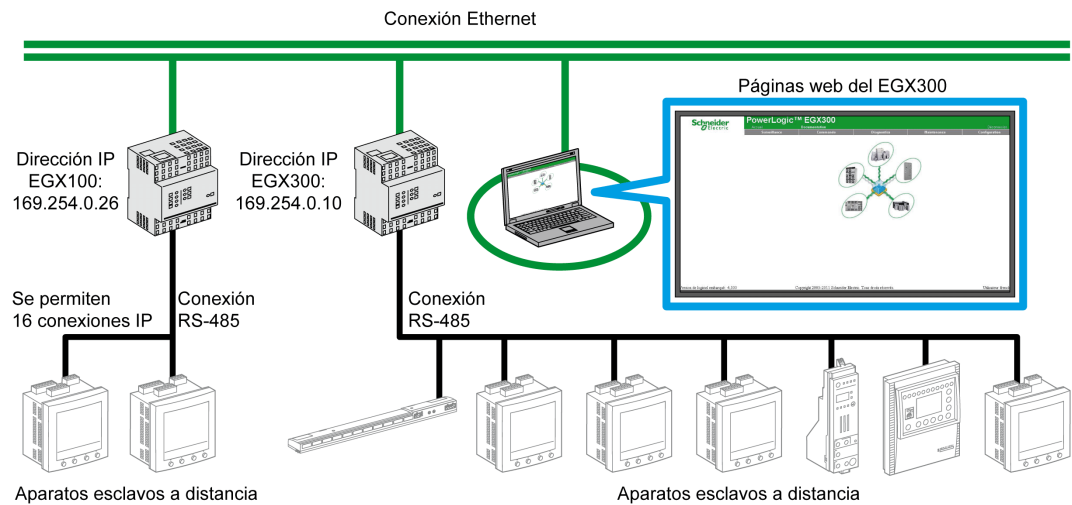 Conexión Ethernet
Páginas web del EGX300
Schneider
Electric
PowerLogic™ EGX300
Dirección IP
EGX100:
169.254.0.26
Dirección IP
EGX300:
169.254.0.10
Se permiten
16 conexiones IP
Conexión
RS-485
Conexión
RS-485
Aparatos esclavos a distancia
Aparatos esclavos a distancia